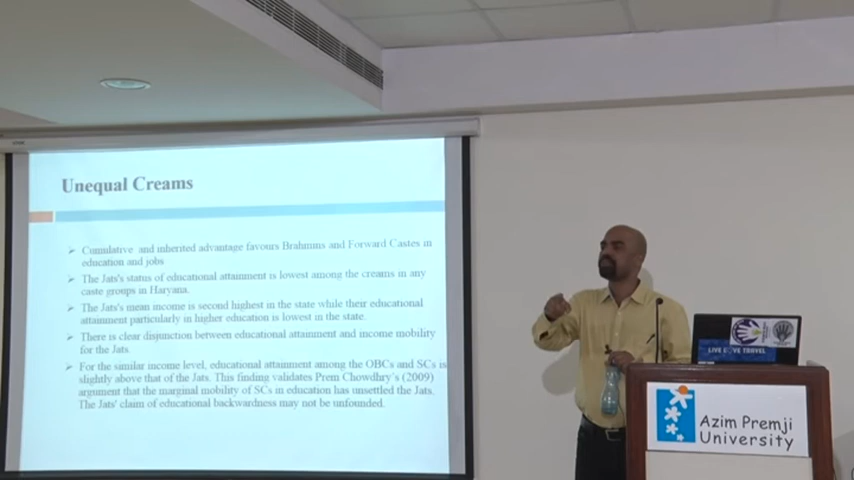 Unequal Creams
➢ Cumulative and inherited advantage favours Brahmins and Forward Castes in
education and jobs
➢ The Jats's status of educational attainment is lowest among the creams in any
caste groups in Haryana.
➢ The Jats's mean income is second highest in the state while their educational
attainment particularly in higher education is lowest in the state.
➢ There is clear disjunction between educational attainment and income mobility
for the Jats.
➢ For the similar income level, educational attainment among the OBCs and SCs is
slightly above that of the Jats. This finding validates Prem Chowdhry's (2009)
argument that the marginal mobility of SCs in education has unsettled the Jats.
The Jats' claim of educational backwardness may not be unfounded.
LIVE LOVE TRAVEL
Azim Premji
University